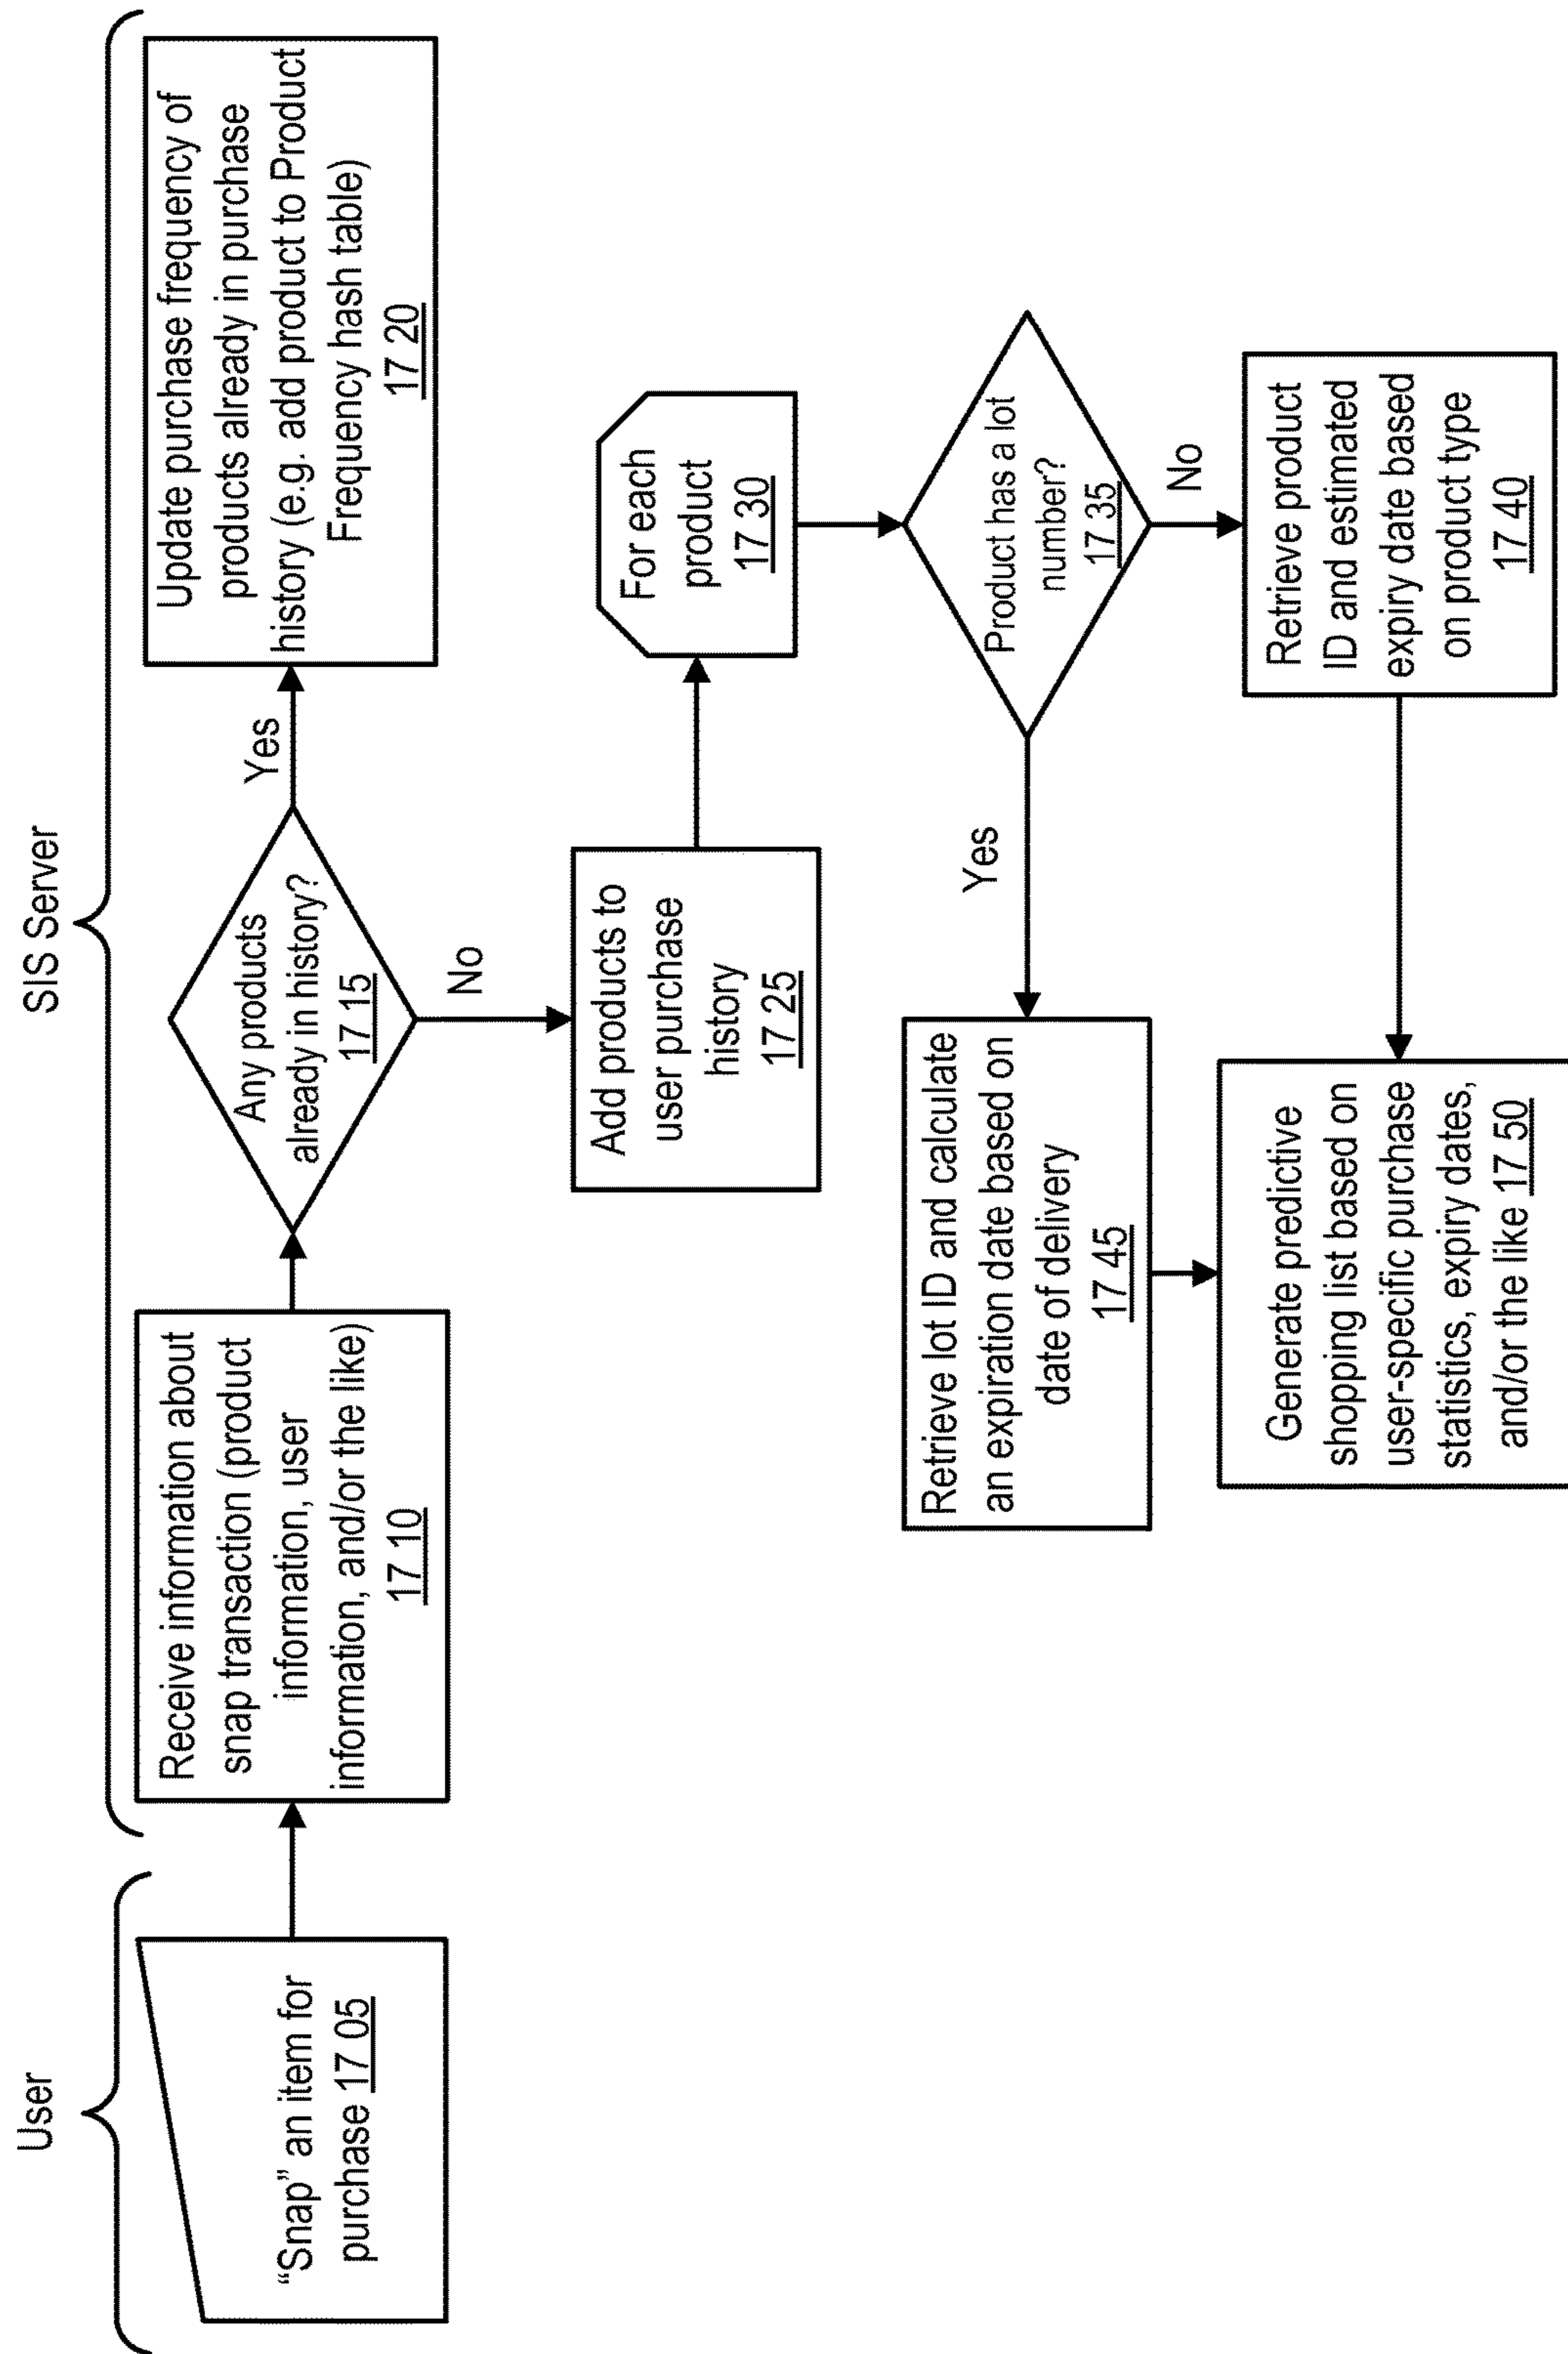 User
SIS Server
“Snap” an item for
purchase 17 05
Receive information about
snap transaction (product
information, user
information, and/or the like)
17 10
Any products
already in history?
17 15
Yes
Update purchase frequency of
products already in purchase
history (e.g. add product to Product
Frequency hash table)
17 20
No
Add products to
user purchase
history
17 25
For each
product
17 30
Product has a lot
number?
17 35
Yes
No
Retrieve lot ID and calculate
an expiration date based on
date of delivery
17 45
Retrieve product
ID and estimated
expiry date based
on product type
17 40
Generate predictive
shopping list based on
user-specific purchase
statistics, expiry dates,
and/or the like 17 50